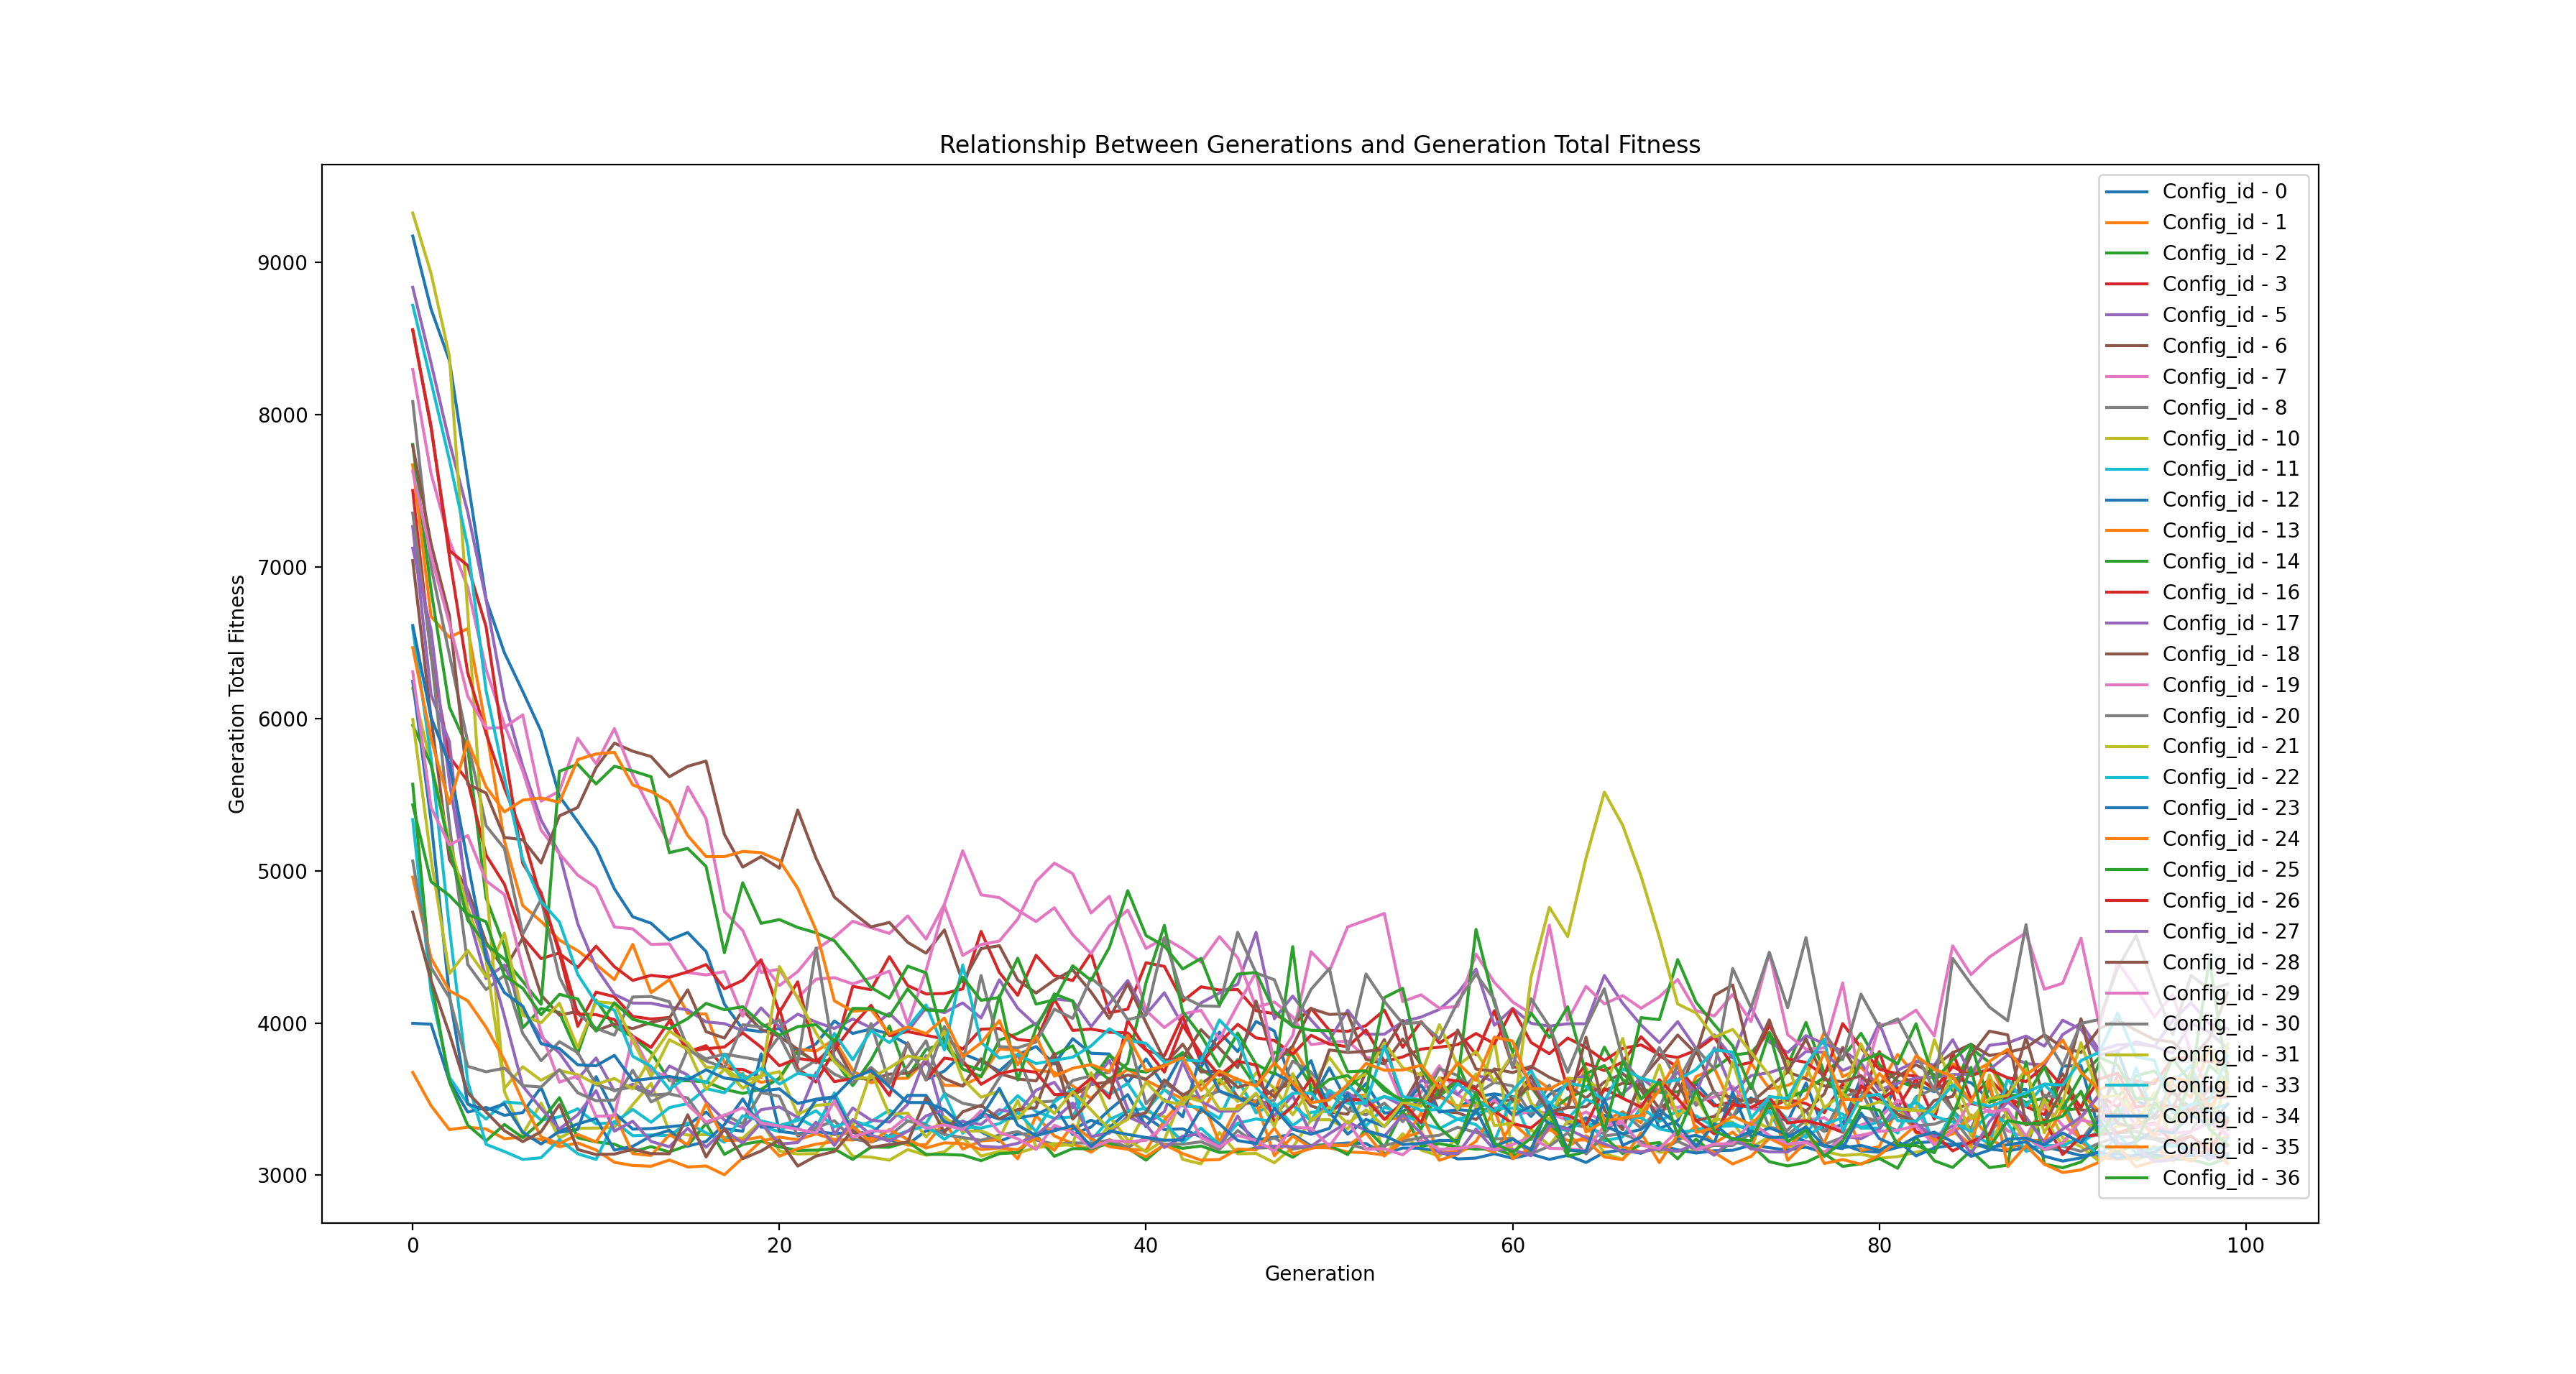 Relationship Between Generations and Generation Total Fitness
Generation Total Fitness
9000
8000
7000
6000
5000
4000
3000
0
20
40
60
80
100
Generation
Config_id - 0
Config_id - 1
Config_id - 2
Config_id - 3
Config_id - 5
Config_id - 6
Config_id - 7
Config_id - 8
Config_id - 10
Config_id - 11
Config_id - 12
Config_id - 13
Config_id - 14
Config_id - 16
Config_id - 17
Config_id - 18
Config_id - 19
Config_id - 20
Config_id - 21
Config_id - 22
Config_id - 23
Config_id - 24
Config_id - 25
Config_id - 26
Config_id - 27
Config_id - 28
Config_id - 29
Config_id - 30
Config_id - 31
Config_id - 33
Config_id - 34
Config_id - 35
Config_id - 36